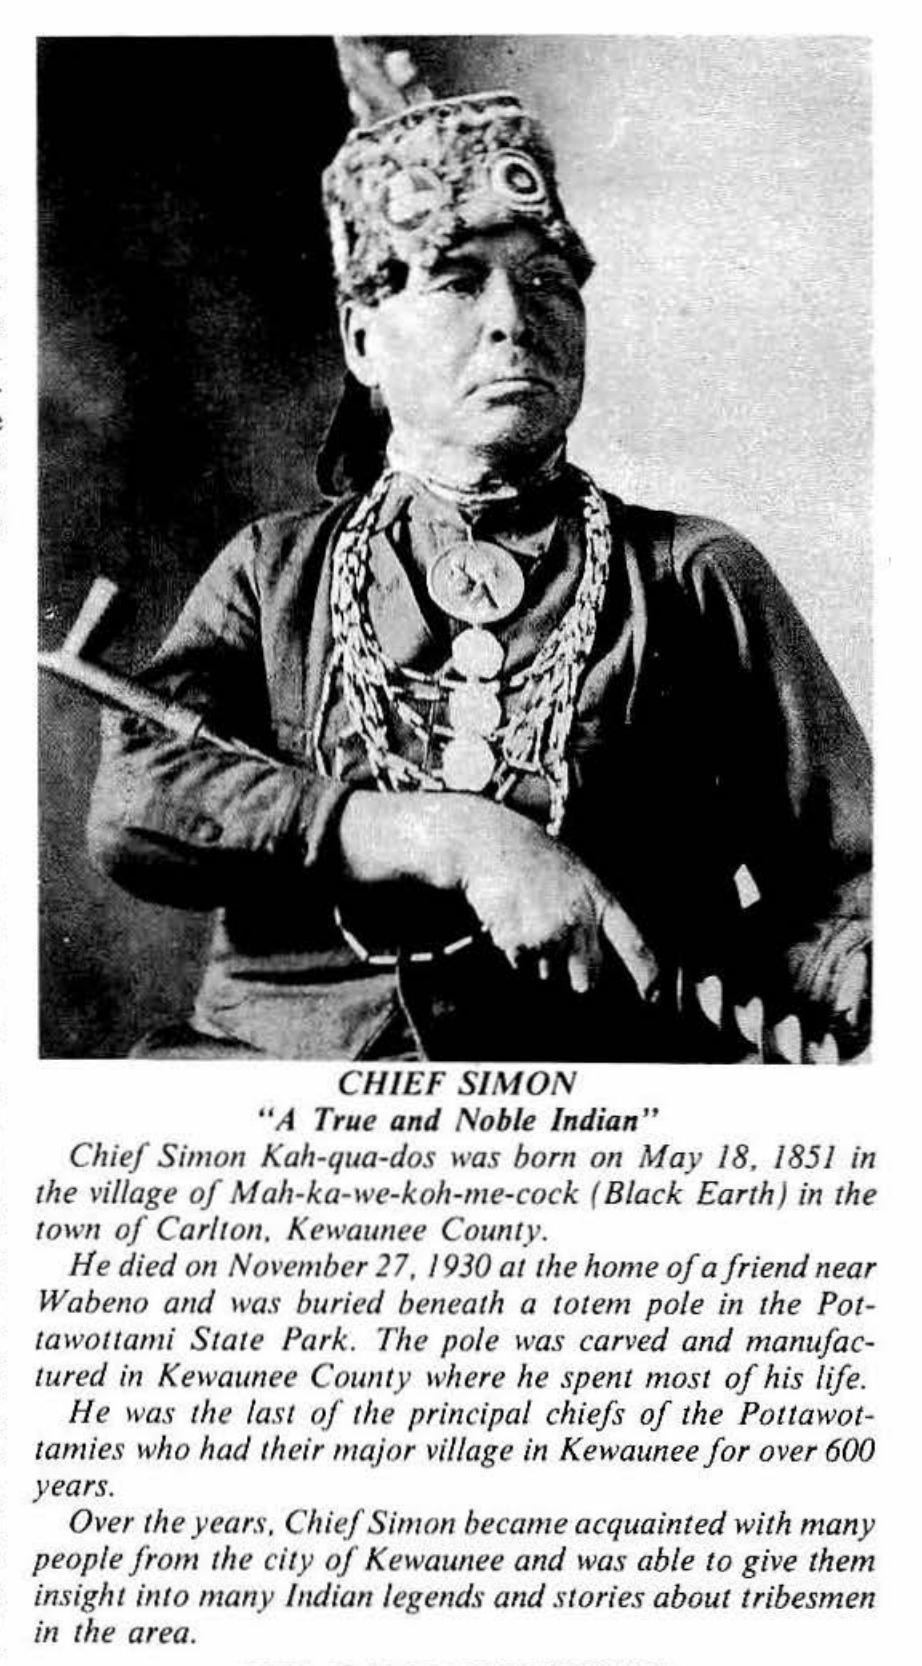 CHIEF SIMON
"A True and Noble Indian"
Chief Simon Kah-qua-dos was born on May 18, 1851 in
the village of Mah-ka-we-koh-me-cock (Black Earth) in the
town of Carlton, Kewaunee County.
He died on November 27, 1930 at the home of a friend near
Wabeno and was buried beneath a totem pole in the Pot-
tawottami State Park. The pole was carved and manufac-
tured in Kewaunee County where he spent most of his life.
He was the last of the principal chiefs of the Pottawot-
tamies who had their major village in Kewaunee for over 600
years.
Over the years, Chief Simon became acquainted with many
people from the city of Kewaunee and was able to give them
insight into many Indian legends and stories about tribesmen
in the area.